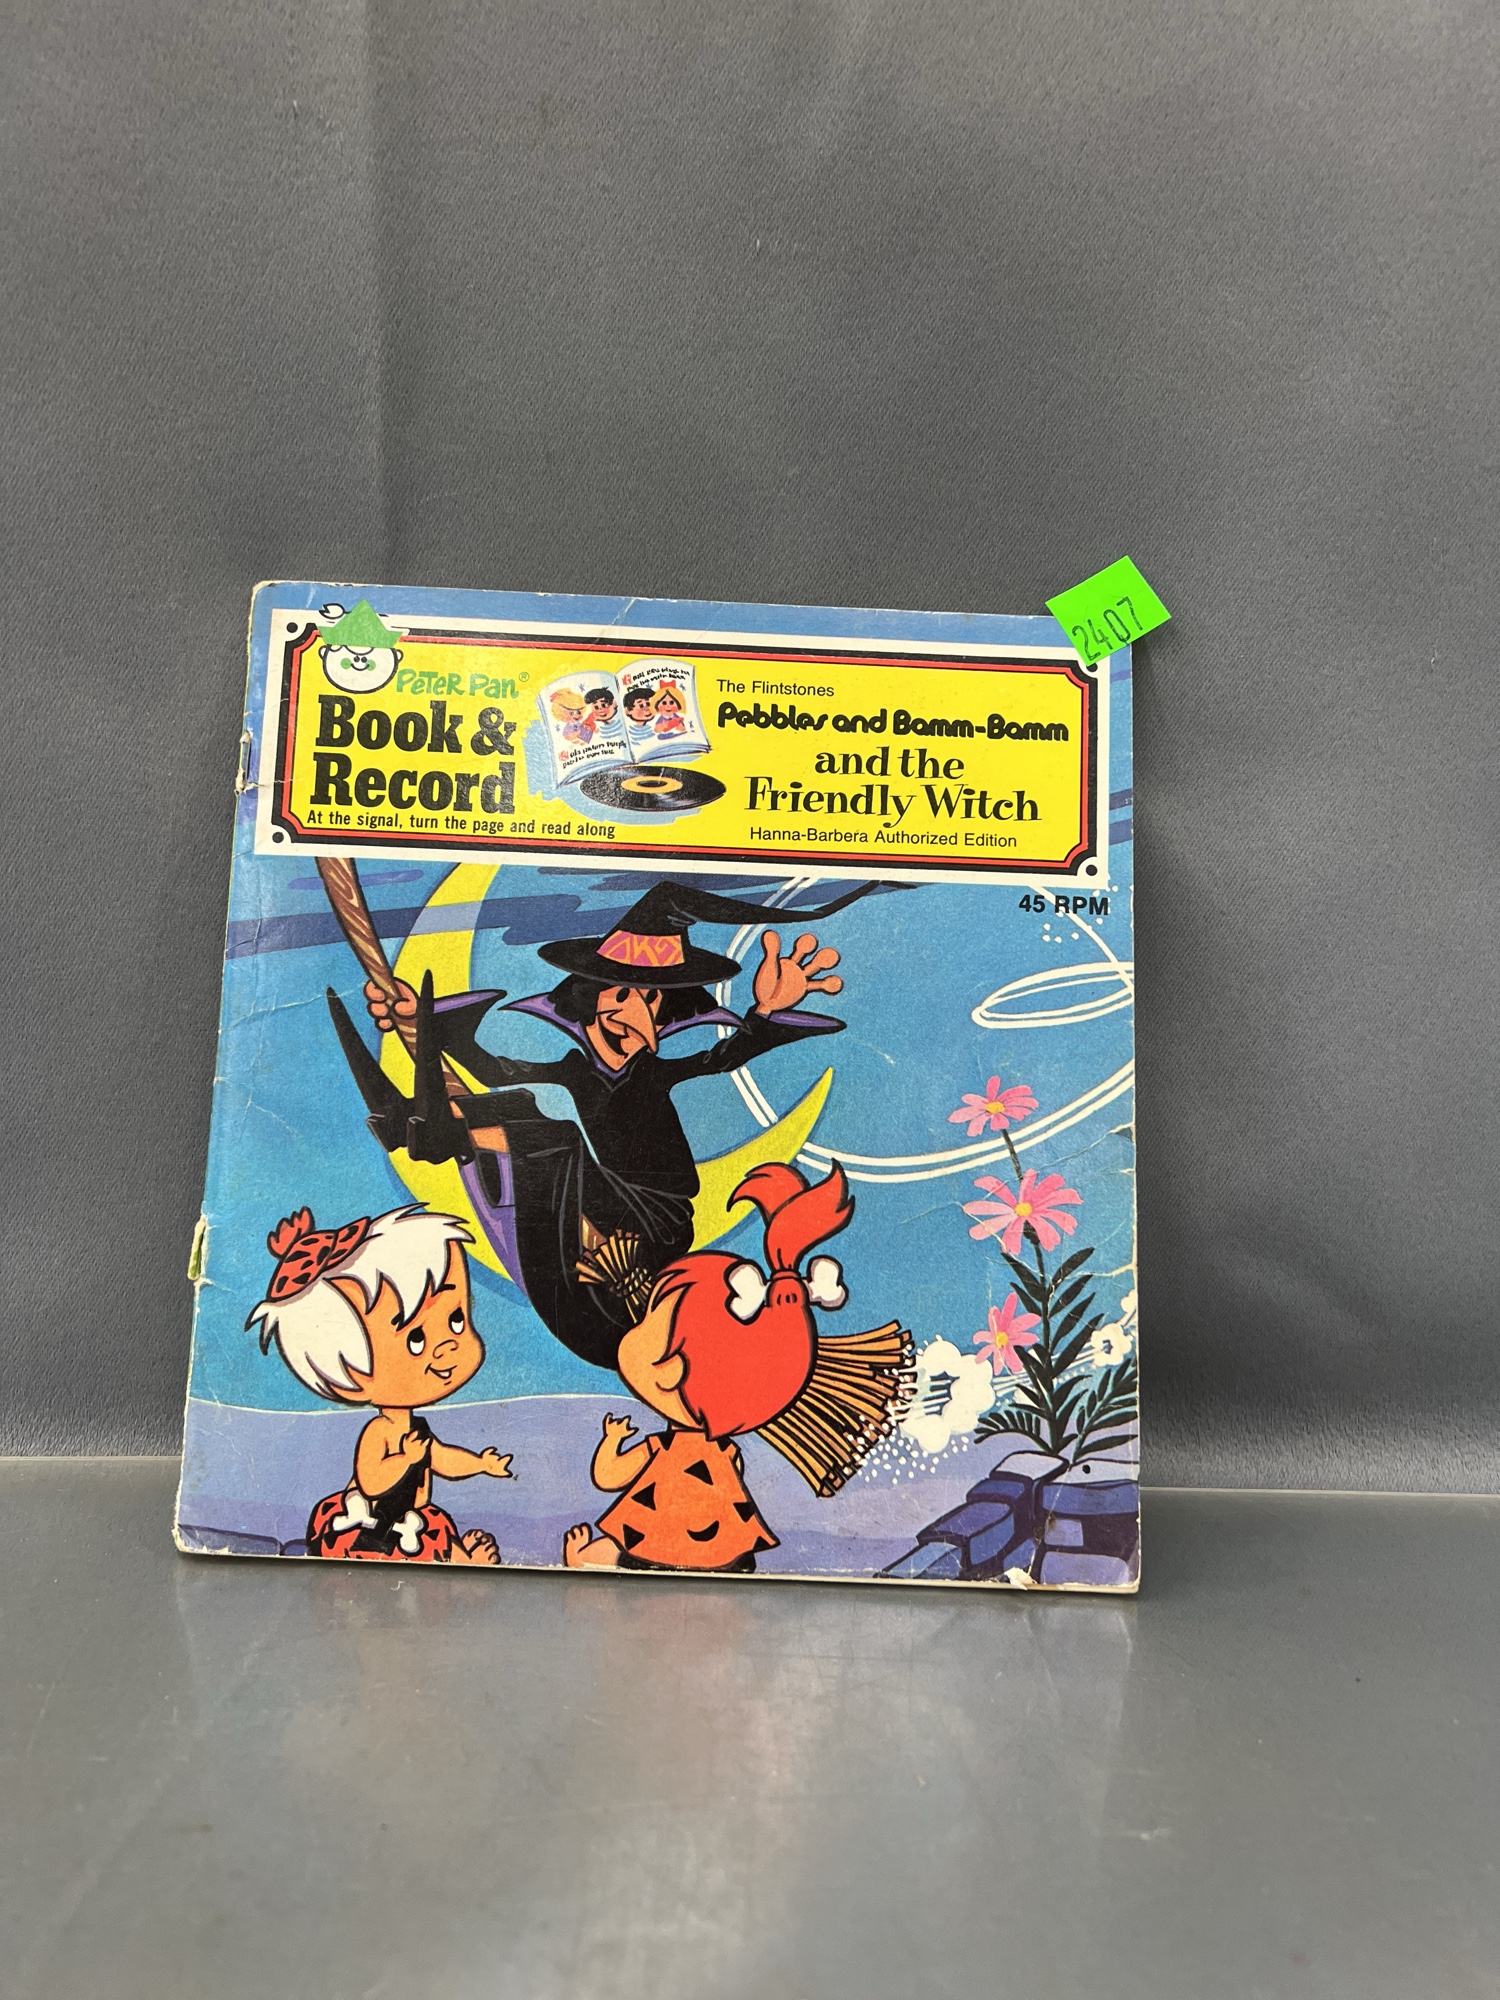 2407
PETER PAN®
Book &
Record
At the signal, turn the page and read along
The Flintstones
Pebbles and Bamm-Bamm
and the
Friendly Witch
Hanna-Barbera Authorized Edition
45 RPM